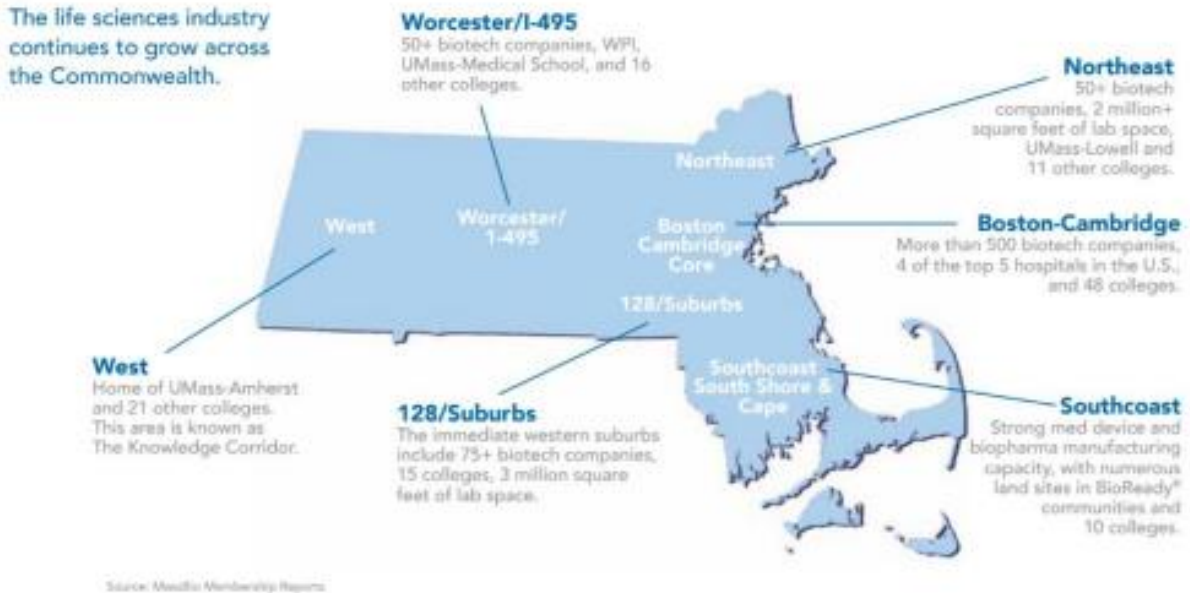 The life sciences industry
continues to grow across
the Commonwealth.
Worcester/I-495
50+ biotech companies, WPI,
UMass-Medical School, and 16
other colleges.
Northeast
50+ biotech
companies, 2 million+
square feet of lab space,
UMass-Lowell and
11 other colleges.
Northeast
West
Worcester/
I-495
Boston
Cambridge
Core
Boston-Cambridge
More than 500 biotech companies,
4 of the top 5 hospitals in the U.S.,
and 48 colleges.
128/Suburbs
West
Home of UMass-Amherst
and 21 other colleges.
This area is known as
The Knowledge Corridor.
128/Suburbs
The immediate western suburbs
include 75+ biotech companies,
15 colleges, 3 million square
feet of lab space.
Southcoast
South Shore &
Cape
Southcoast
Strong med device and
biopharma manufacturing
capacity, with numerous
land sites in BioReady®
communities and
10 colleges.
Source: MassBio Membership Reports